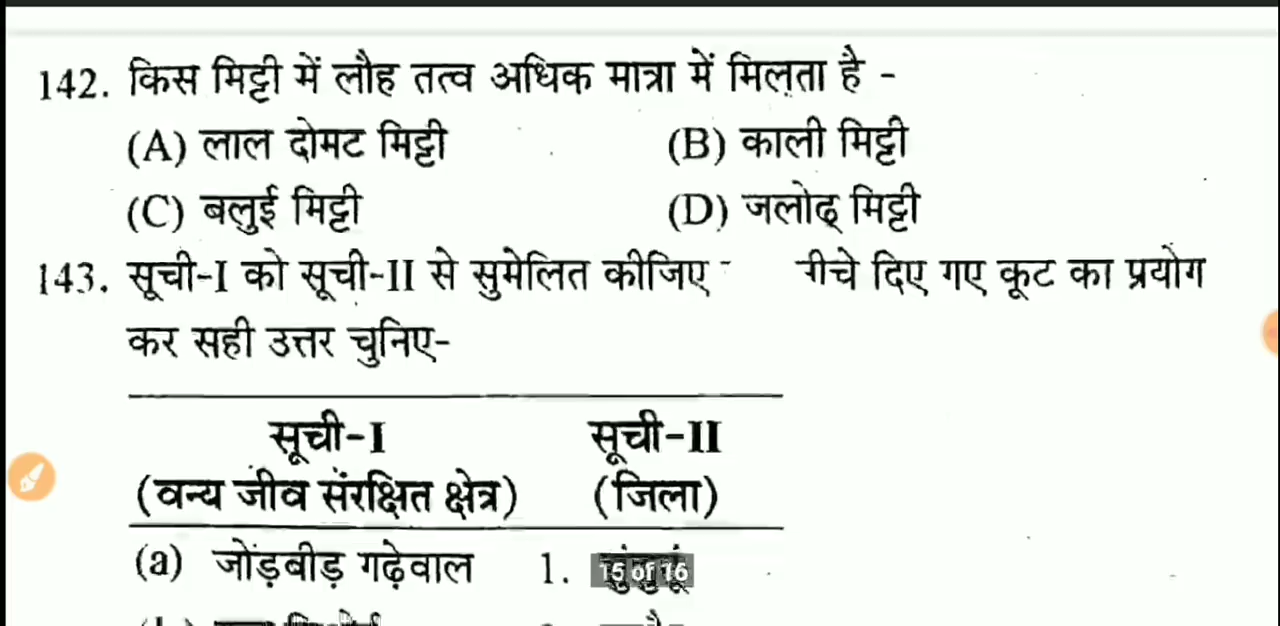 142. किस मिट्टी में लौह तत्व अधिक मात्रा में मिलता है -
(A) लाल दोमट मिट्टी (B) काली मिट्टी
(C) बलुई मिट्टी (D) जलोढ़ मिट्टी
143. सूची-I को सूची-II से सुमेलित कीजिए नीचे दिए गए कूट का प्रयोग
कर सही उत्तर चुनिए-
सूची-I सूची-II
(वन्य जीव संरक्षित क्षेत्र) (जिला)
(a) जोंड़बीड़ गढ़ेवाल 1.
15 of 16